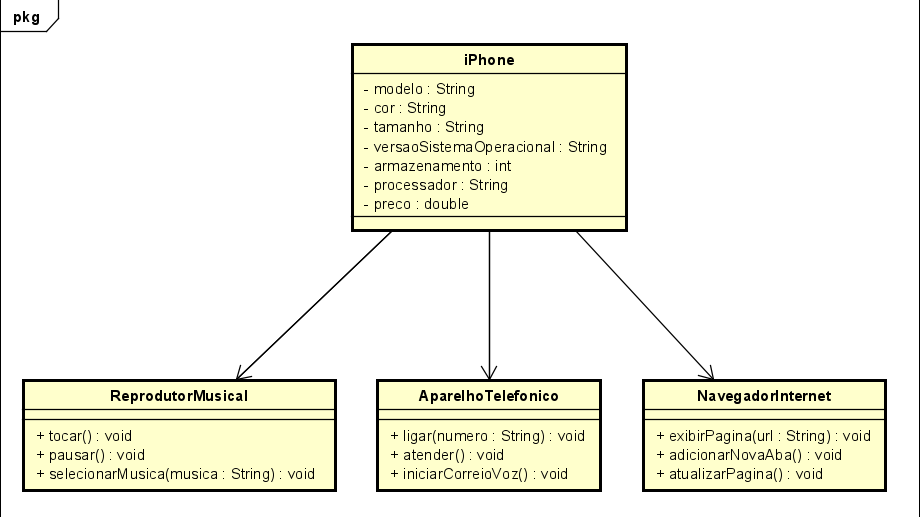 pkg
iPhone
- modelo : String
- cor : String
- tamanho : String
- versaoSistemaOperacional : String
- armazenamento : int
- processador : String
- preco : double
ReprodutorMusical
+ tocar() : void
+ pausar() : void
+ selecionarMusica(musica : String) : void
AparelhoTelefonico
+ ligar(numero : String) : void
+ atender() : void
+ iniciarCorreioVoz() : void
NavegadorInternet
+ exibirPagina(url : String) : void
+ adicionarNovaAba() : void
+ atualizarPagina() : void